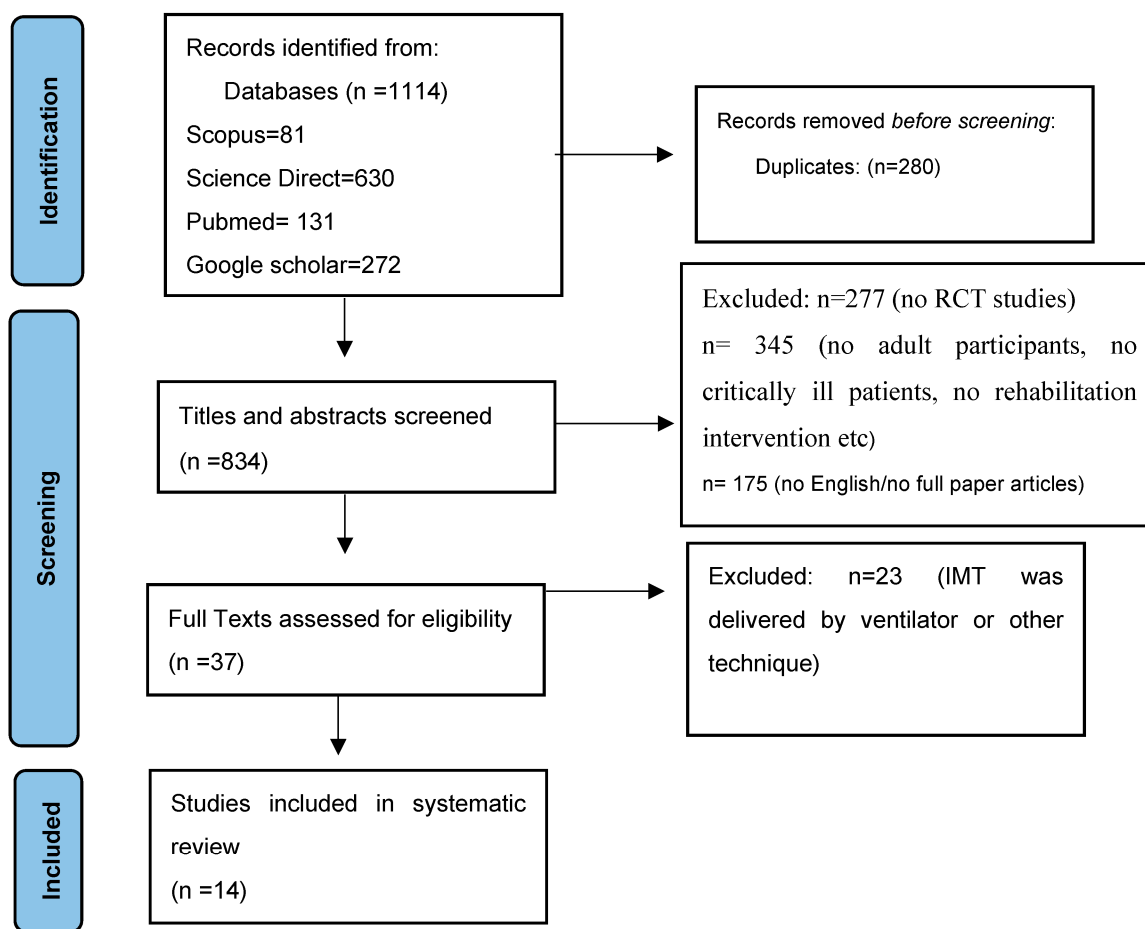 Identification
Records identified from:
Databases (n =1114)
Scopus=81
Science Direct=630
Pubmed= 131
Google scholar=272
Records removed before screening:
Duplicates: (n=280)
Screening
Titles and abstracts screened
(n =834)
Excluded: n=277 (no RCT studies)
n= 345 (no adult participants, no
critically ill patients, no rehabilitation
intervention etc)
n= 175 (no English/no full paper articles)
Full Texts assessed for eligibility
(n =37)
Excluded: n=23 (IMT was
delivered by ventilator or other
technique)
Included
Studies included in systematic
review
(n =14)